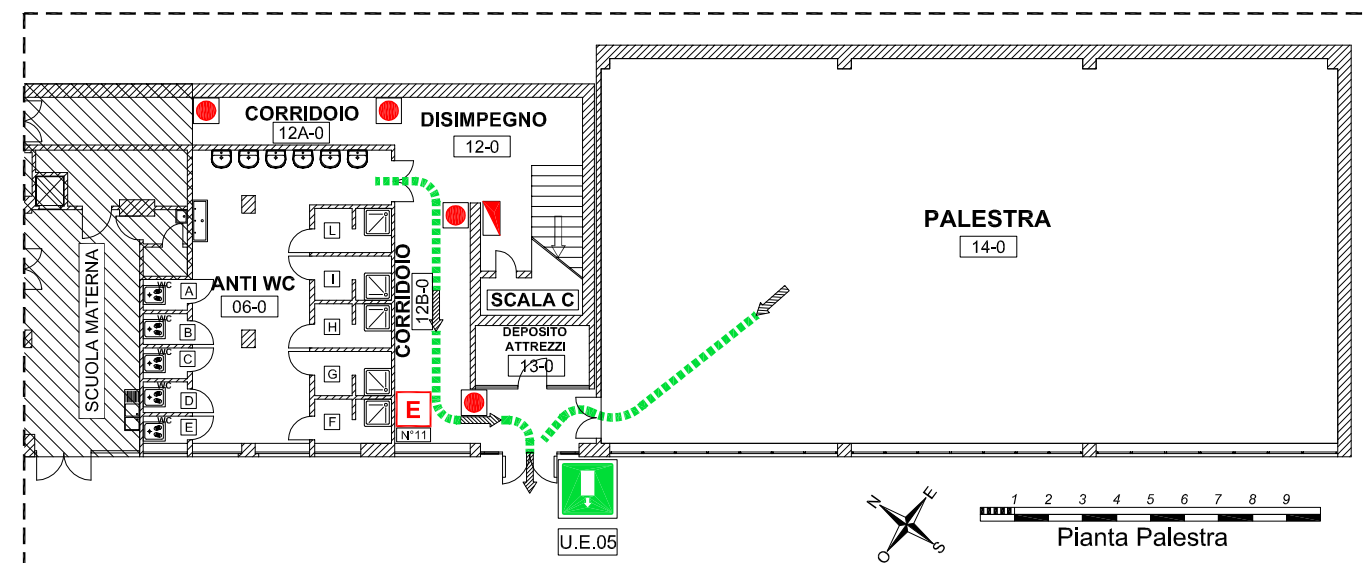 CORRIDOIO
12A-0
DISIMPEGNO
12-0
PALESTRA
14-0
L
I
H
G
F
ANTI WC
06-0
CORRIDOIO
12B-0
SCALA C
DEPOSITO
ATTREZZI
13-0
SCUOLA MATERNA
WC
A
WC
B
WC
C
WC
D
WC
E
E
N°11
U.E.05
N
E
S
O
1 2 3 4 5 6 7 8 9
Pianta Palestra